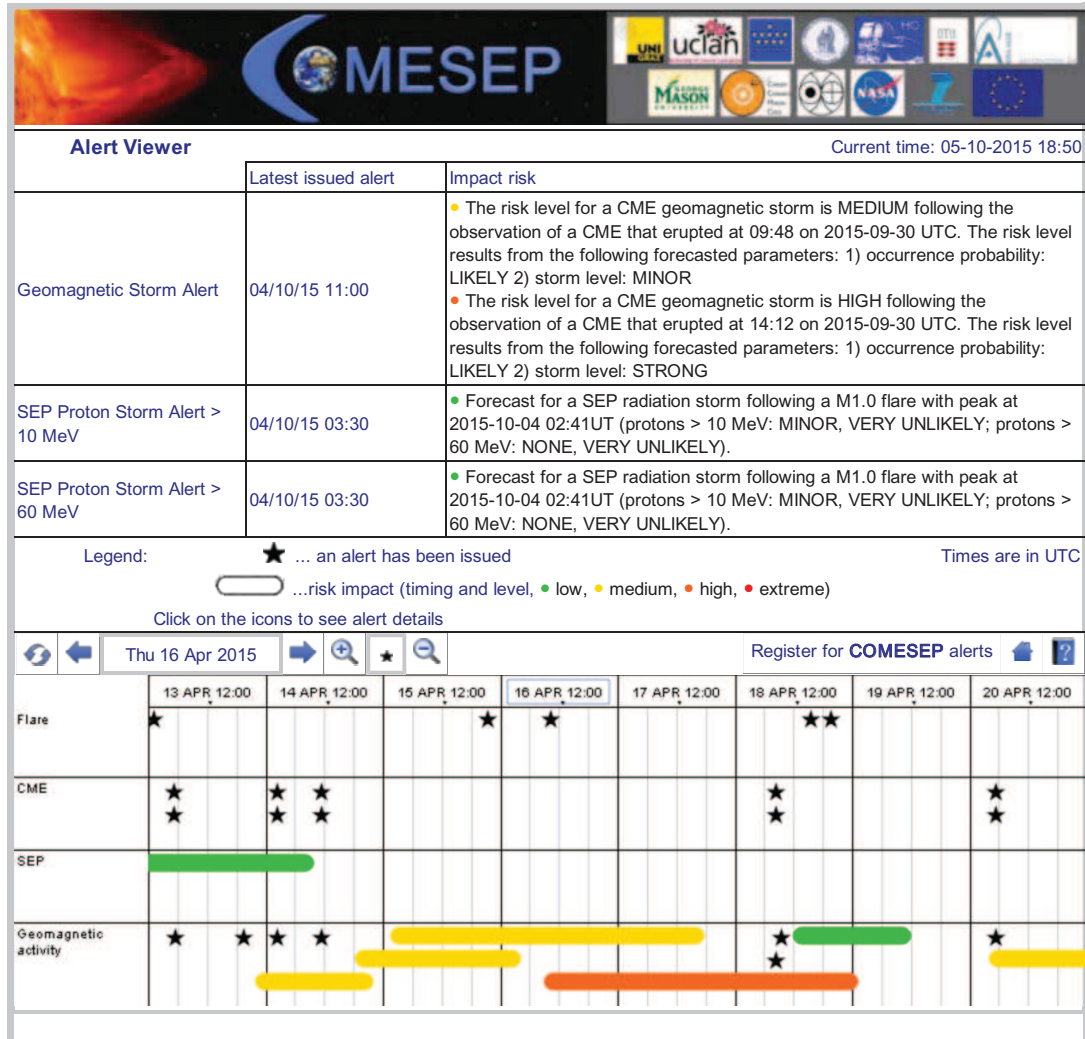 COMESEP
UNI
GRAZ
uclan
HO
DTU
GEORGE
MASON
UNIVERSITY
NASA
Alert Viewer
Current time: 05-10-2015 18:50
Latest issued alert
Impact risk
Geomagnetic Storm Alert
04/10/15 11:00
• The risk level for a CME geomagnetic storm is MEDIUM following the
observation of a CME that erupted at 09:48 on 2015-09-30 UTC. The risk level
results from the following forecasted parameters: 1) occurrence probability:
LIKELY 2) storm level: MINOR
• The risk level for a CME geomagnetic storm is HIGH following the
observation of a CME that erupted at 14:12 on 2015-09-30 UTC. The risk level
results from the following forecasted parameters: 1) occurrence probability:
LIKELY 2) storm level: STRONG
SEP Proton Storm Alert >
10 MeV
04/10/15 03:30
• Forecast for a SEP radiation storm following a M1.0 flare with peak at
2015-10-04 02:41UT (protons > 10 MeV: MINOR, VERY UNLIKELY; protons >
60 MeV: NONE, VERY UNLIKELY).
SEP Proton Storm Alert >
60 MeV
04/10/15 03:30
• Forecast for a SEP radiation storm following a M1.0 flare with peak at
2015-10-04 02:41UT (protons > 10 MeV: MINOR, VERY UNLIKELY; protons >
60 MeV: NONE, VERY UNLIKELY).
Legend:
★ ... an alert has been issued
Times are in UTC
...risk impact (timing and level, • low, • medium, • high, • extreme)
Click on the icons to see alert details
Thu 16 Apr 2015
Register for COMESEP alerts
?
13 APR 12:00 14 APR 12:00 15 APR 12:00 16 APR 12:00 17 APR 12:00 18 APR 12:00 19 APR 12:00 20 APR 12:00
Flare
CME
SEP
Geomagnetic
activity